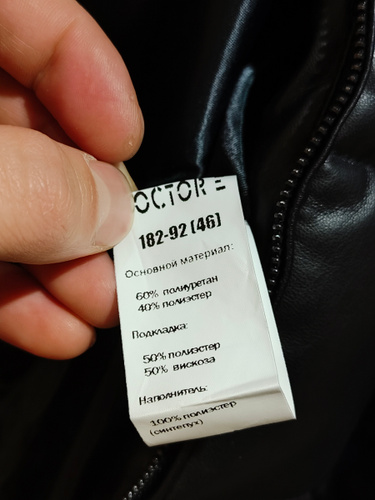 OCTOR E
182-92 (46)
Основной материал:
60% полиуретан
40% полиэстер
Подкладка:
50% полиэстер
50% вискоза
Наполнитель:
100% полиэстер
(синтепух)